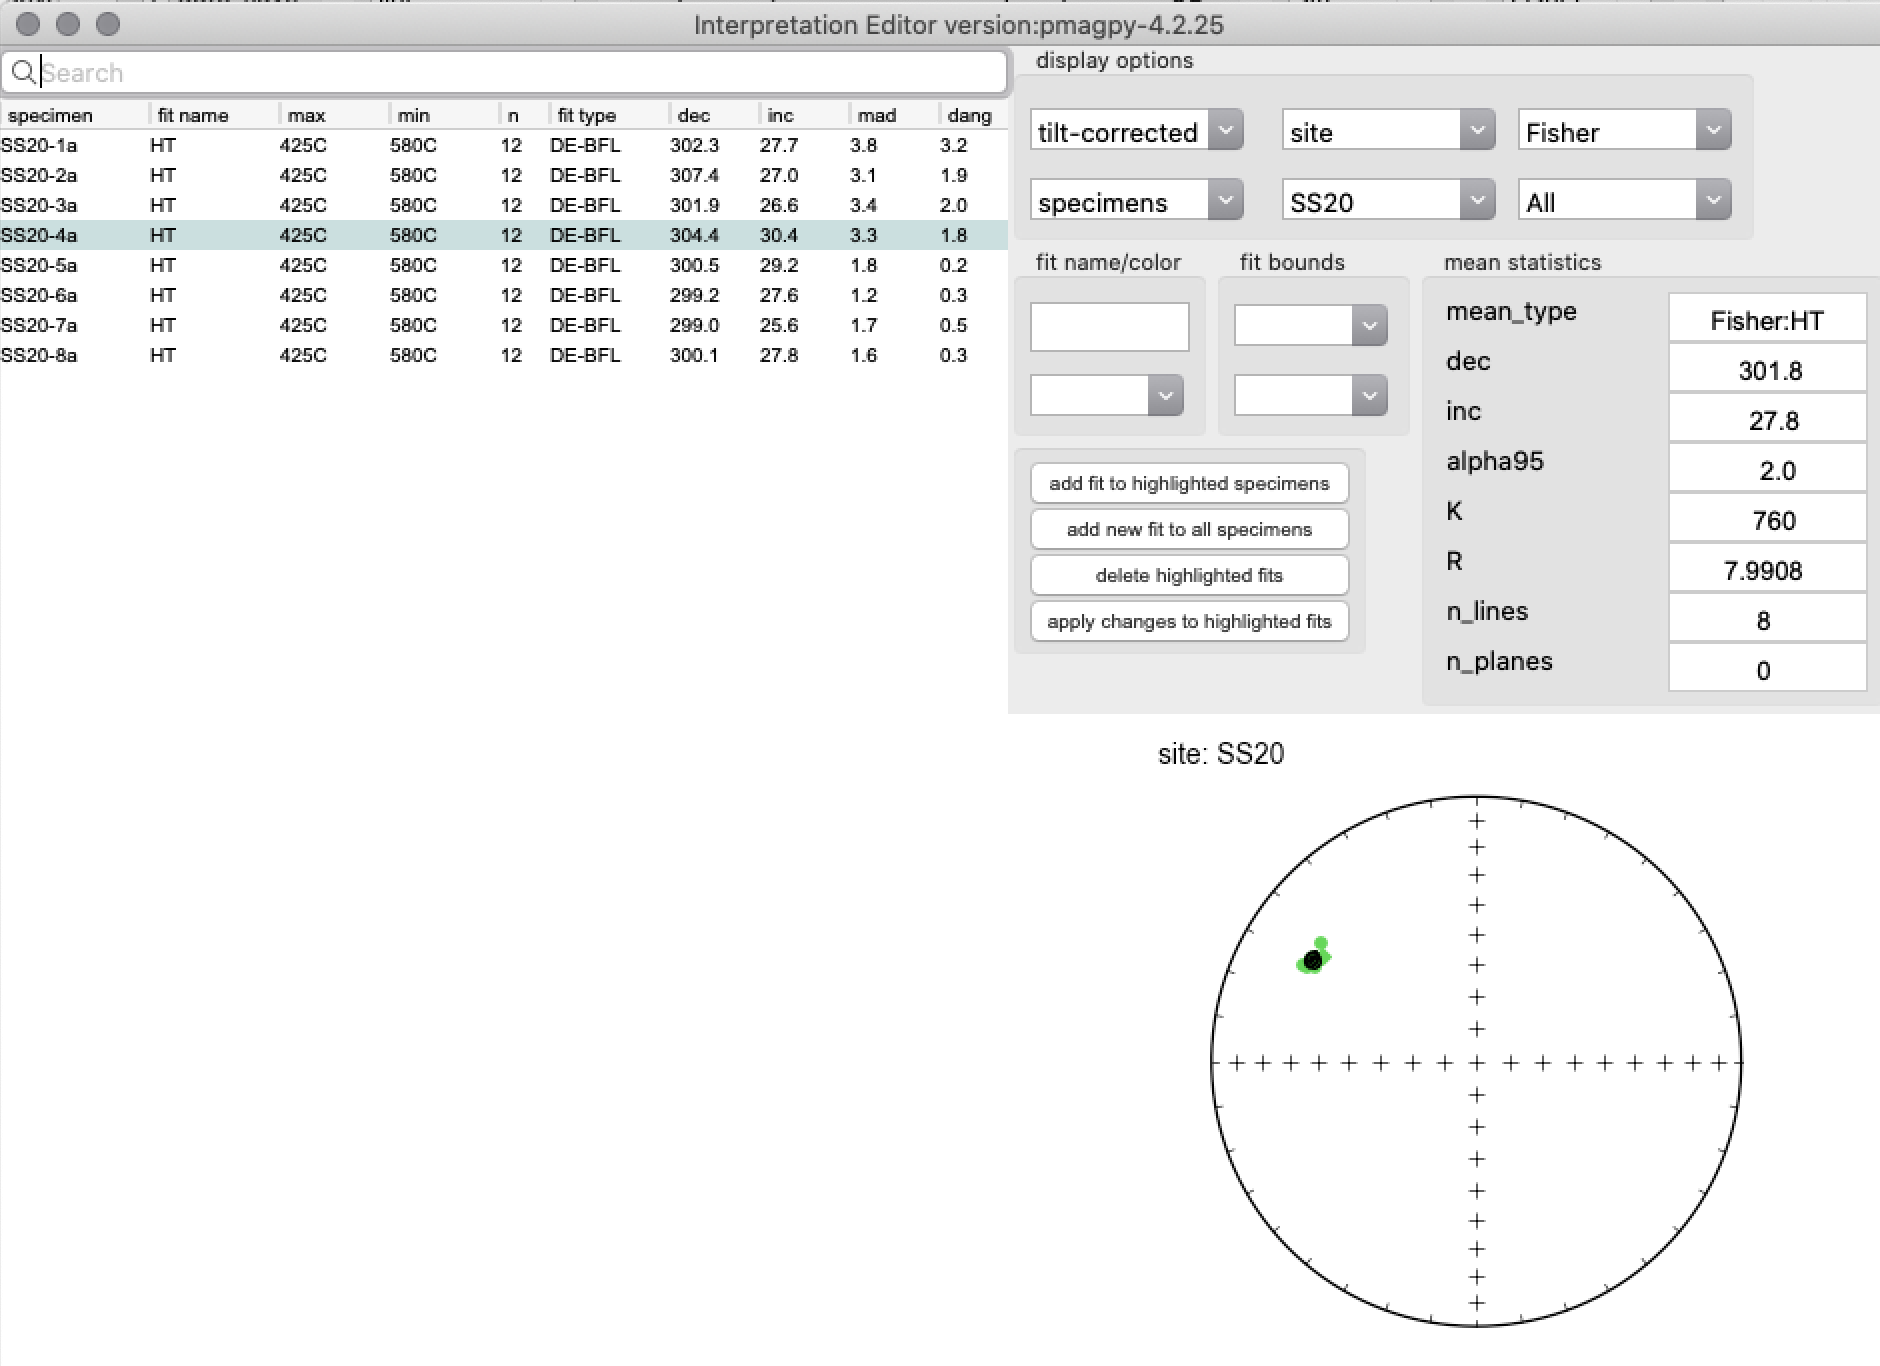 Interpretation Editor version:pmagpy-4.2.25
Search
specimen fit name max min n fit type dec inc mad dang
SS20-1a HT 425C 580C 12 DE-BFL 302.3 27.7 3.8 3.2
SS20-2a HT 425C 580C 12 DE-BFL 307.4 27.0 3.1 1.9
SS20-3a HT 425C 580C 12 DE-BFL 301.9 26.6 3.4 2.0
SS20-4a HT 425C 580C 12 DE-BFL 304.4 30.4 3.3 1.8
SS20-5a HT 425C 580C 12 DE-BFL 300.5 29.2 1.8 0.2
SS20-6a HT 425C 580C 12 DE-BFL 299.2 27.6 1.2 0.3
SS20-7a HT 425C 580C 12 DE-BFL 299.0 25.6 1.7 0.5
SS20-8a HT 425C 580C 12 DE-BFL 300.1 27.8 1.6 0.3
display options
tilt-corrected site Fisher
specimens SS20 All
fit name/color fit bounds mean statistics
mean_type Fisher:HT
dec 301.8
inc 27.8
alpha95 2.0
K 760
R 7.9908
n_lines 8
n_planes 0
add fit to highlighted specimens
add new fit to all specimens
delete highlighted fits
apply changes to highlighted fits
site: SS20